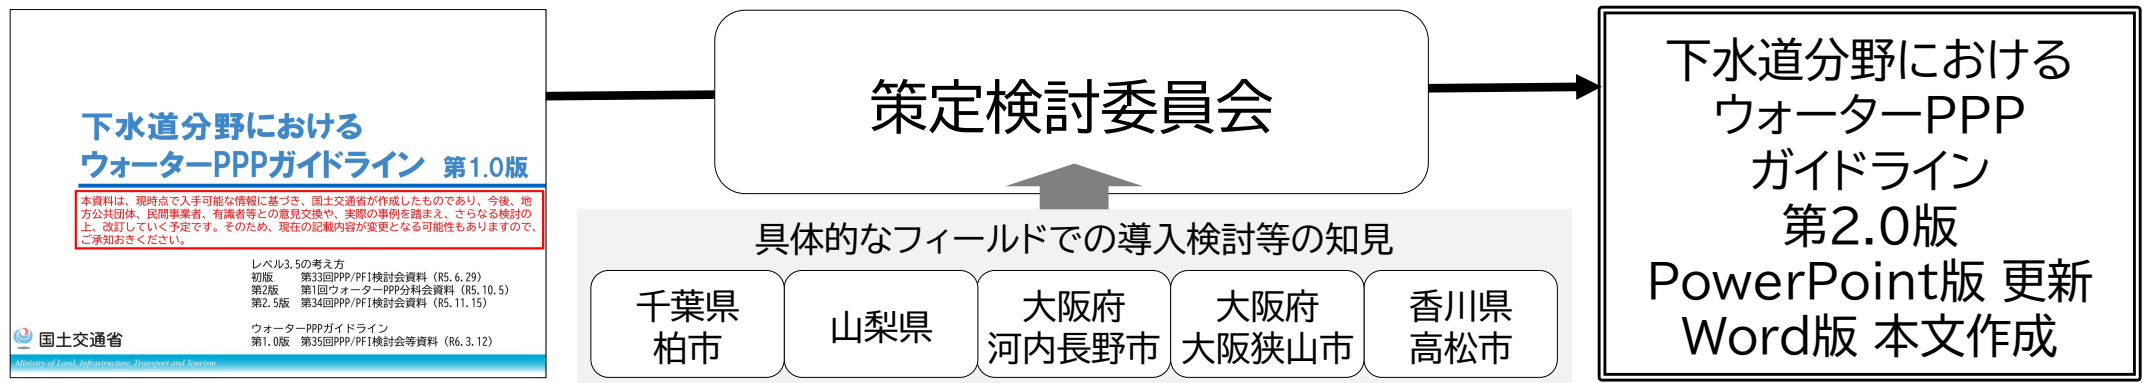 下水道分野における
ウォーターPPPガイドライン 第1.0版
本資料は、現時点で入手可能な情報に基づき、国土交通省が作成したものであり、今後、地
方公共団体、民間事業者、有識者等との意見交換や、実際の事例を踏まえ、さらなる検討の
上、改訂していく予定です。そのため、現在の記載内容が変更となる可能性もありますので、
ご承知おきください。
レベル3.5の考え方
初版 第33回PPP/PFI検討会資料（R5.6.29）
第2版 第1回ウォーターPPP分科会資料（R5.10.5）
第2.5版 第34回PPP/PFI検討会資料（R5.11.15）
ウォーターPPPガイドライン
第1.0版 第35回PPP/PFI検討会等資料（R6.3.12）
国土交通省
Ministry of Land, Infrastructure, Transport and Tourism
策定検討委員会
具体的なフィールドでの導入検討等の知見
千葉県
柏市
山梨県
大阪府
河内長野市
大阪府
大阪狭山市
香川県
高松市
下水道分野における
ウォーターPPP
ガイドライン
第2.0版
PowerPoint版 更新
Word版 本文作成